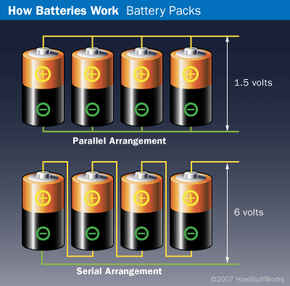 How Batteries Work Battery Packs
1.5 volts
Parallel Arrangement
6 volts
Serial Arrangement
©2007 HowStuffWorks